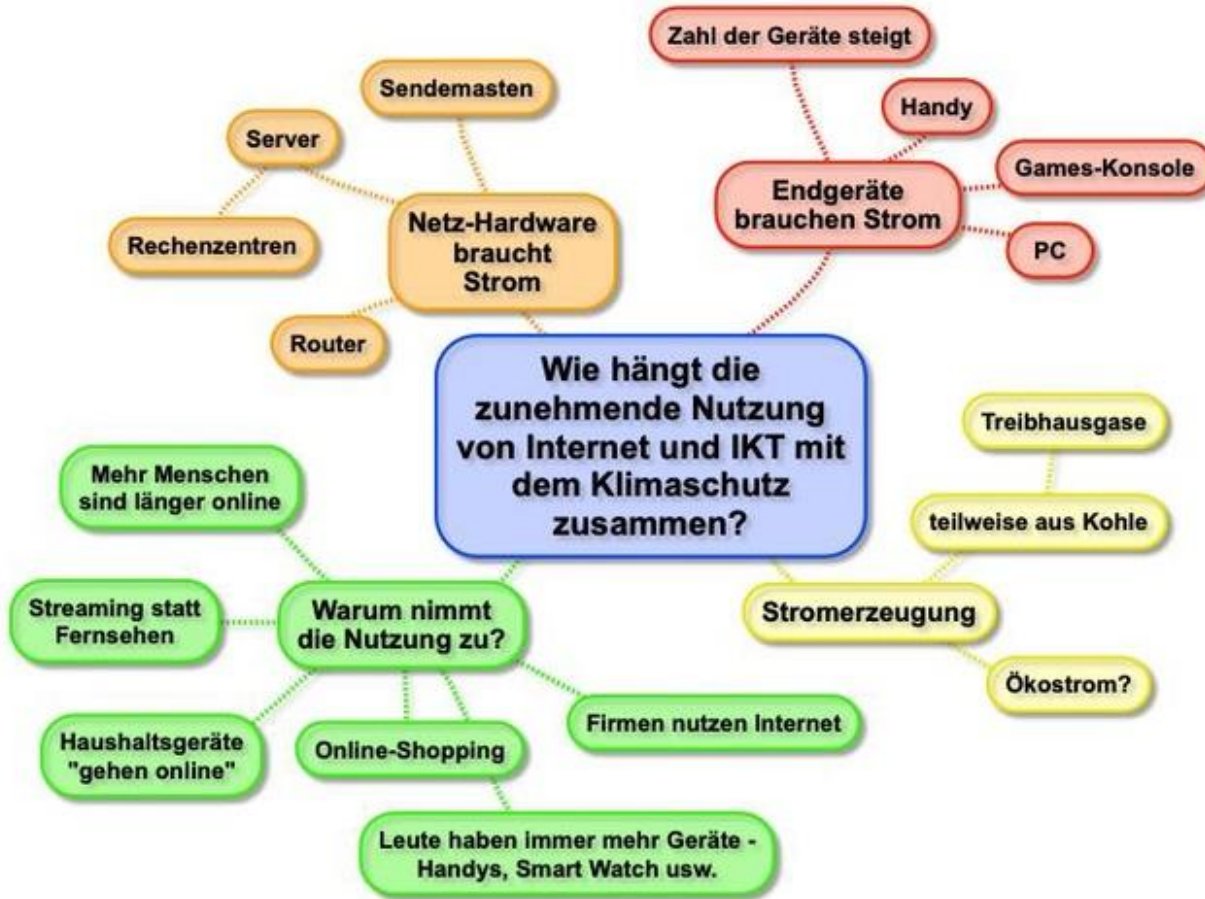 Zahl der Geräte steigt
Sendemasten
Handy
Server
Games-Konsole
Endgeräte
brauchen Strom
Netz-Hardware
braucht
Strom
Rechenzentren
PC
Router
Wie hängt die
zunehmende Nutzung
von Internet und IKT mit
dem Klimaschutz
zusammen?
Treibhausgase
Mehr Menschen
sind länger online
teilweise aus Kohle
Streaming statt
Fernsehen
Warum nimmt
die Nutzung zu?
Stromerzeugung
Ökostrom?
Firmen nutzen Internet
Haushaltsgeräte
"gehen online"
Online-Shopping
Leute haben immer mehr Geräte -
Handys, Smart Watch usw.